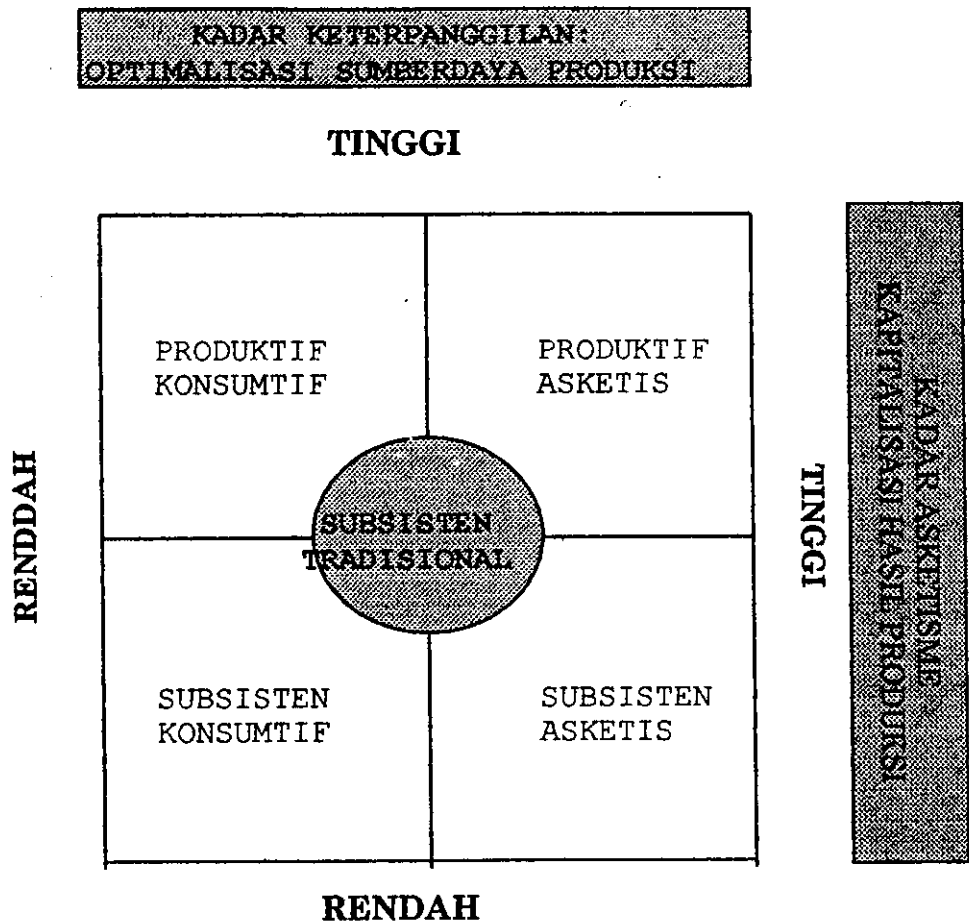 KADAR KETERPANGGILAN:
OPTIMALISASI SUMBERDAYA PRODUKSI
TINGGI
PRODUKTIF
KONSUMTIF
PRODUKTIF
ASKETIS
RENDDAH
SUBSISTEN
TRADISIONAL
TINGGI
KADAR ASKETISME
KAPITALISASI HASIL PRODUKSI
SUBSISTEN
KONSUMTIF
SUBSISTEN
ASKETIS
RENDAH